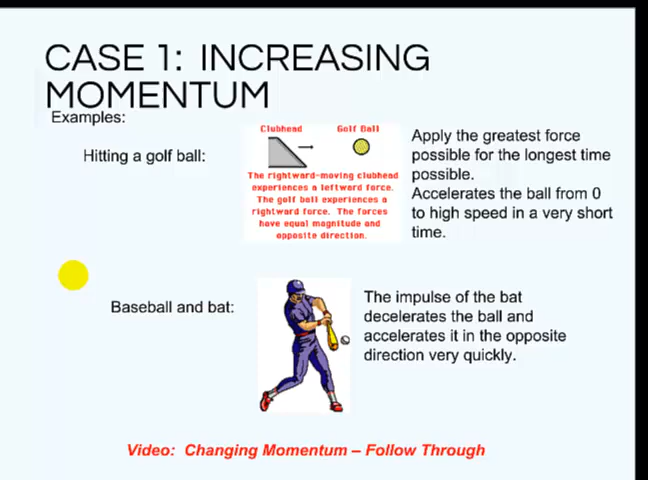 CASE 1: INCREASING
MOMENTUM
Examples:
Hitting a golf ball:
Clubhead Golf Ball
The rightward-moving clubhead
experiences a leftward force.
The golf ball experiences a
rightward force. The forces
have equal magnitude and
opposite direction.
Apply the greatest force
possible for the longest time
possible.
Accelerates the ball from 0
to high speed in a very short
time.
Baseball and bat:
The impulse of the bat
decelerates the ball and
accelerates it in the opposite
direction very quickly.
Video: Changing Momentum – Follow Through